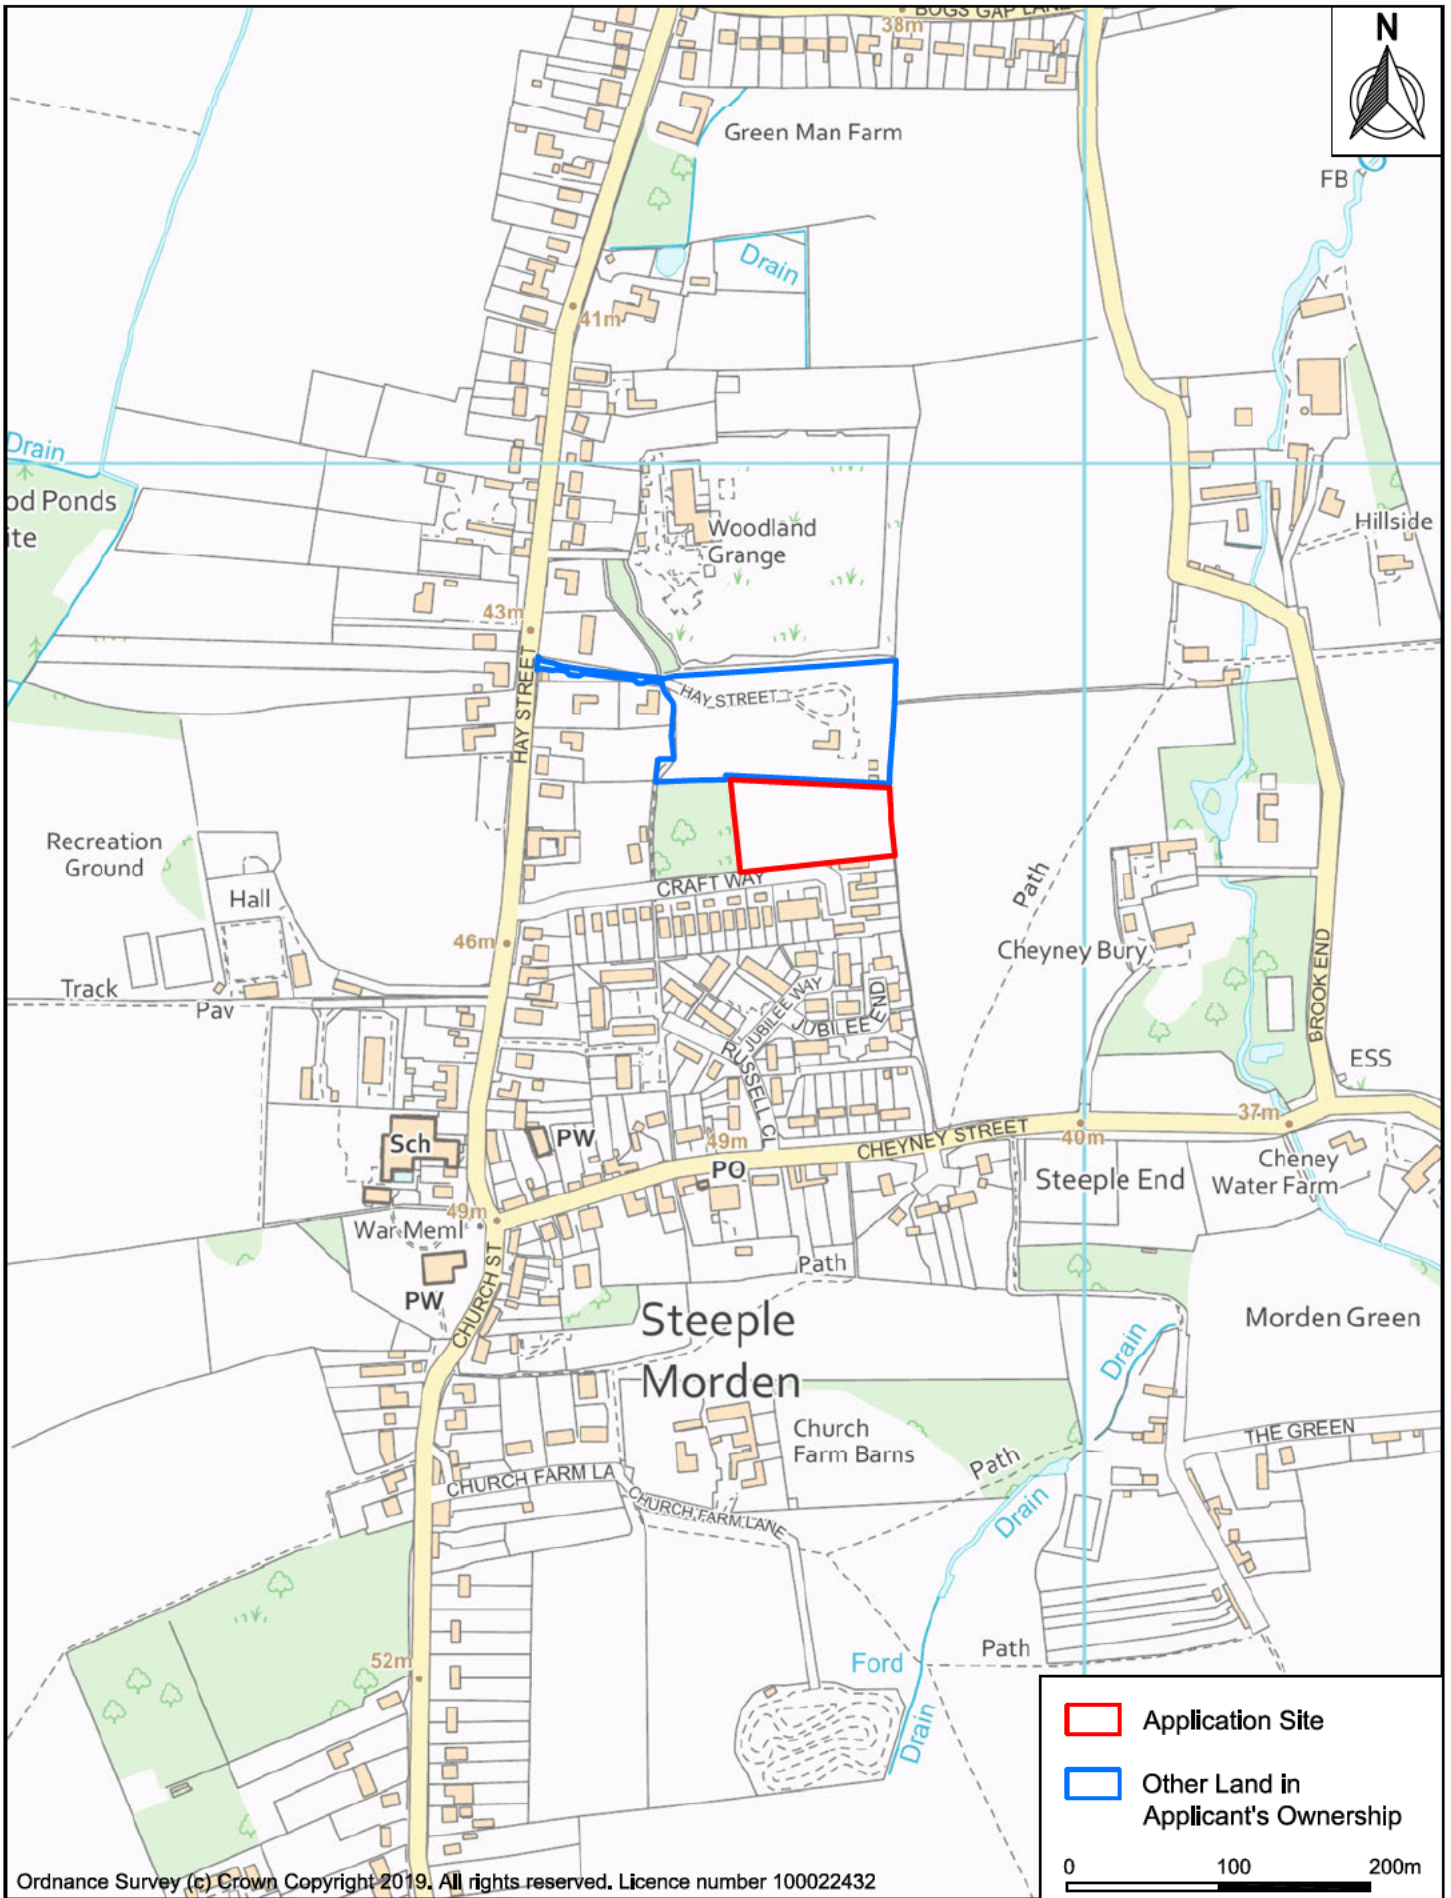 BOGS GAP LANE
38m
N
Green Man Farm
FB
Drain
41m
Drain
od Ponds
ite
Woodland
Grange
Hillside
43m
HAY STREET
HAY STREET
Recreation
Ground
Hall
CRAFT WAY
Path
46m
Cheyney Bury
BROOK END
Track
Pav
JUBILEE WAY
JUBILEE END
RUSSELL CL
ESS
37m
Sch
PW
49m
CHEYNEY STREET
40m
PO
Cheney
Water Farm
Steeple End
49m
War Meml
Path
PW
CHURCH ST
Steeple
Morden
Morden Green
Drain
Church
Farm Barns
THE GREEN
Path
CHURCH FARM LA
CHURCH FARM LANE
Drain
52m
Ford
Path
Drain
Application Site
Other Land in
Applicant's Ownership
0 100 200m
Ordnance Survey (c) Crown Copyright 2019. All rights reserved. Licence number 100022432